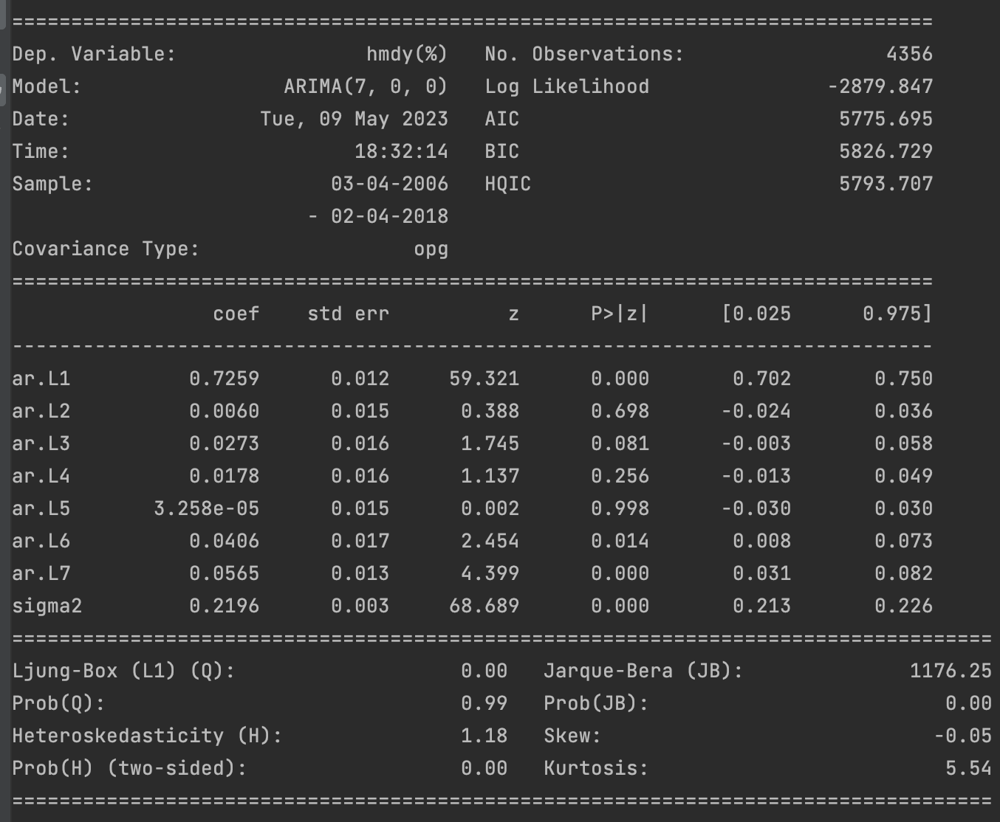 ==============================================================================
Dep. Variable:                hmdy(%)   No. Observations:                 4356
Model:                 ARIMA(7, 0, 0)   Log Likelihood               -2879.847
Date:                Tue, 09 May 2023   AIC                           5775.695
Time:                        18:32:14   BIC                           5826.729
Sample:                    03-04-2006   HQIC                          5793.707
                         - 02-04-2018
Covariance Type:                  opg
==============================================================================
                 coef    std err          z      P>|z|      [0.025      0.975]
------------------------------------------------------------------------------
ar.L1          0.7259      0.012     59.321      0.000       0.702       0.750
ar.L2          0.0060      0.015      0.388      0.698      -0.024       0.036
ar.L3          0.0273      0.016      1.745      0.081      -0.003       0.058
ar.L4          0.0178      0.016      1.137      0.256      -0.013       0.049
ar.L5       3.258e-05      0.015      0.002      0.998      -0.030       0.030
ar.L6          0.0406      0.017      2.454      0.014       0.008       0.073
ar.L7          0.0565      0.013      4.399      0.000       0.031       0.082
sigma2         0.2196      0.003     68.689      0.000       0.213       0.226
===================================================================================
Ljung-Box (L1) (Q):                   0.00   Jarque-Bera (JB):              1176.25
Prob(Q):                              0.99   Prob(JB):                         0.00
Heteroskedasticity (H):               1.18   Skew:                            -0.05
Prob(H) (two-sided):                  0.00   Kurtosis:                         5.54
===================================================================================